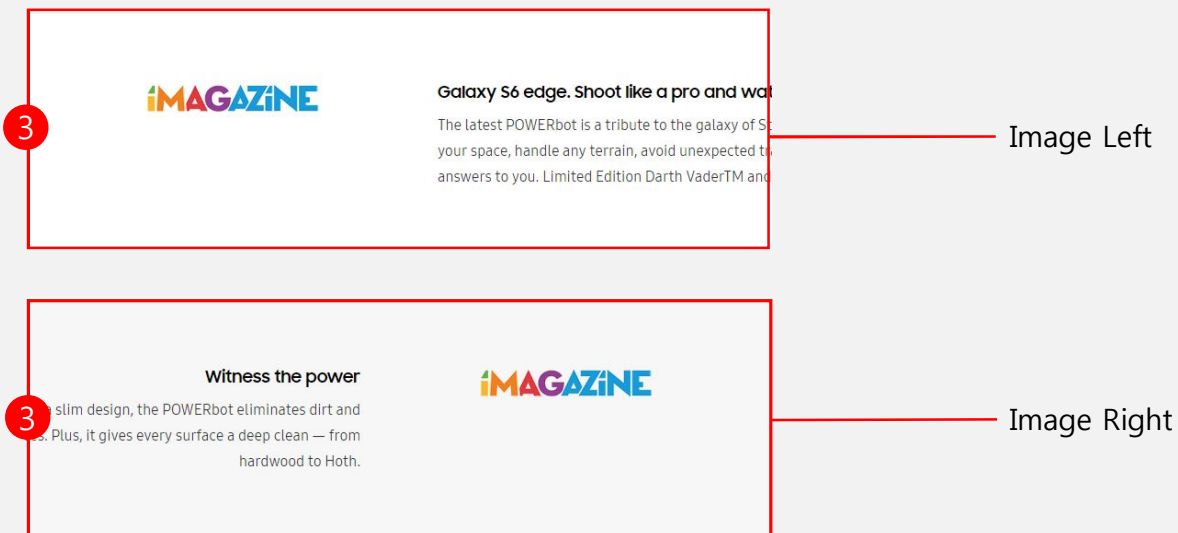 iMAGAZiNE
Galaxy S6 edge. Shoot like a pro and wat
3
The latest POWERbot is a tribute to the galaxy of St
your space, handle any terrain, avoid unexpected tr
answers to you. Limited Edition Darth VaderTM and
Image Left
Witness the power
iMAGAZiNE
3
slim design, the POWERbot eliminates dirt and
Plus, it gives every surface a deep clean — from
hardwood to Hoth.
Image Right